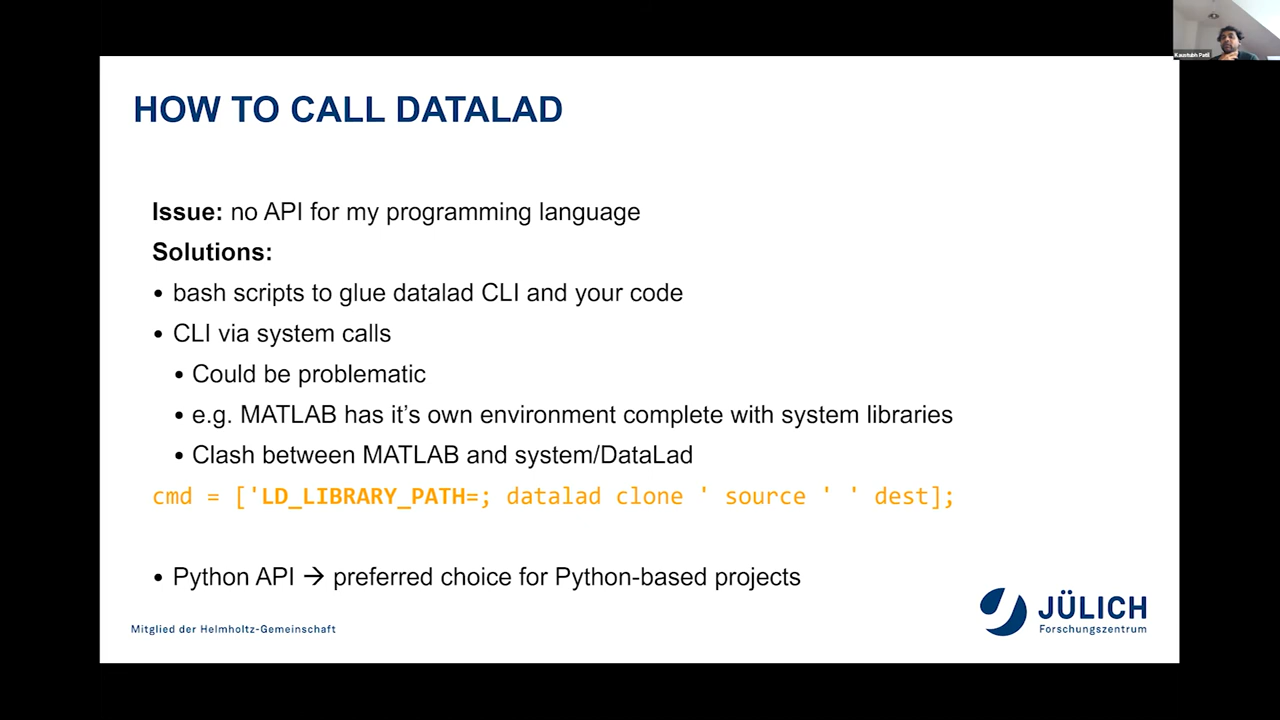 Kaustubh Patil
HOW TO CALL DATALAD
Issue: no API for my programming language
Solutions:
• bash scripts to glue datalad CLI and your code
• CLI via system calls
• Could be problematic
• e.g. MATLAB has it’s own environment complete with system libraries
• Clash between MATLAB and system/DataLad
cmd = ['LD_LIBRARY_PATH=; datalad clone ' source ' ' dest];
• Python API → preferred choice for Python-based projects
Mitglied der Helmholtz-Gemeinschaft
JÜLICH
Forschungszentrum